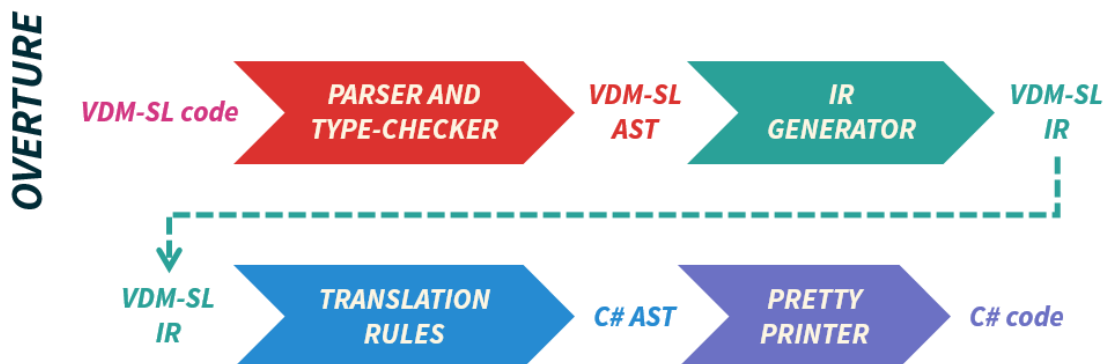 OVERTURE
VDM-SL code
PARSER AND
TYPE-CHECKER
VDM-SL
AST
IR
GENERATOR
VDM-SL
IR
VDM-SL
IR
TRANSLATION
RULES
C# AST
PRETTY
PRINTER
C# code